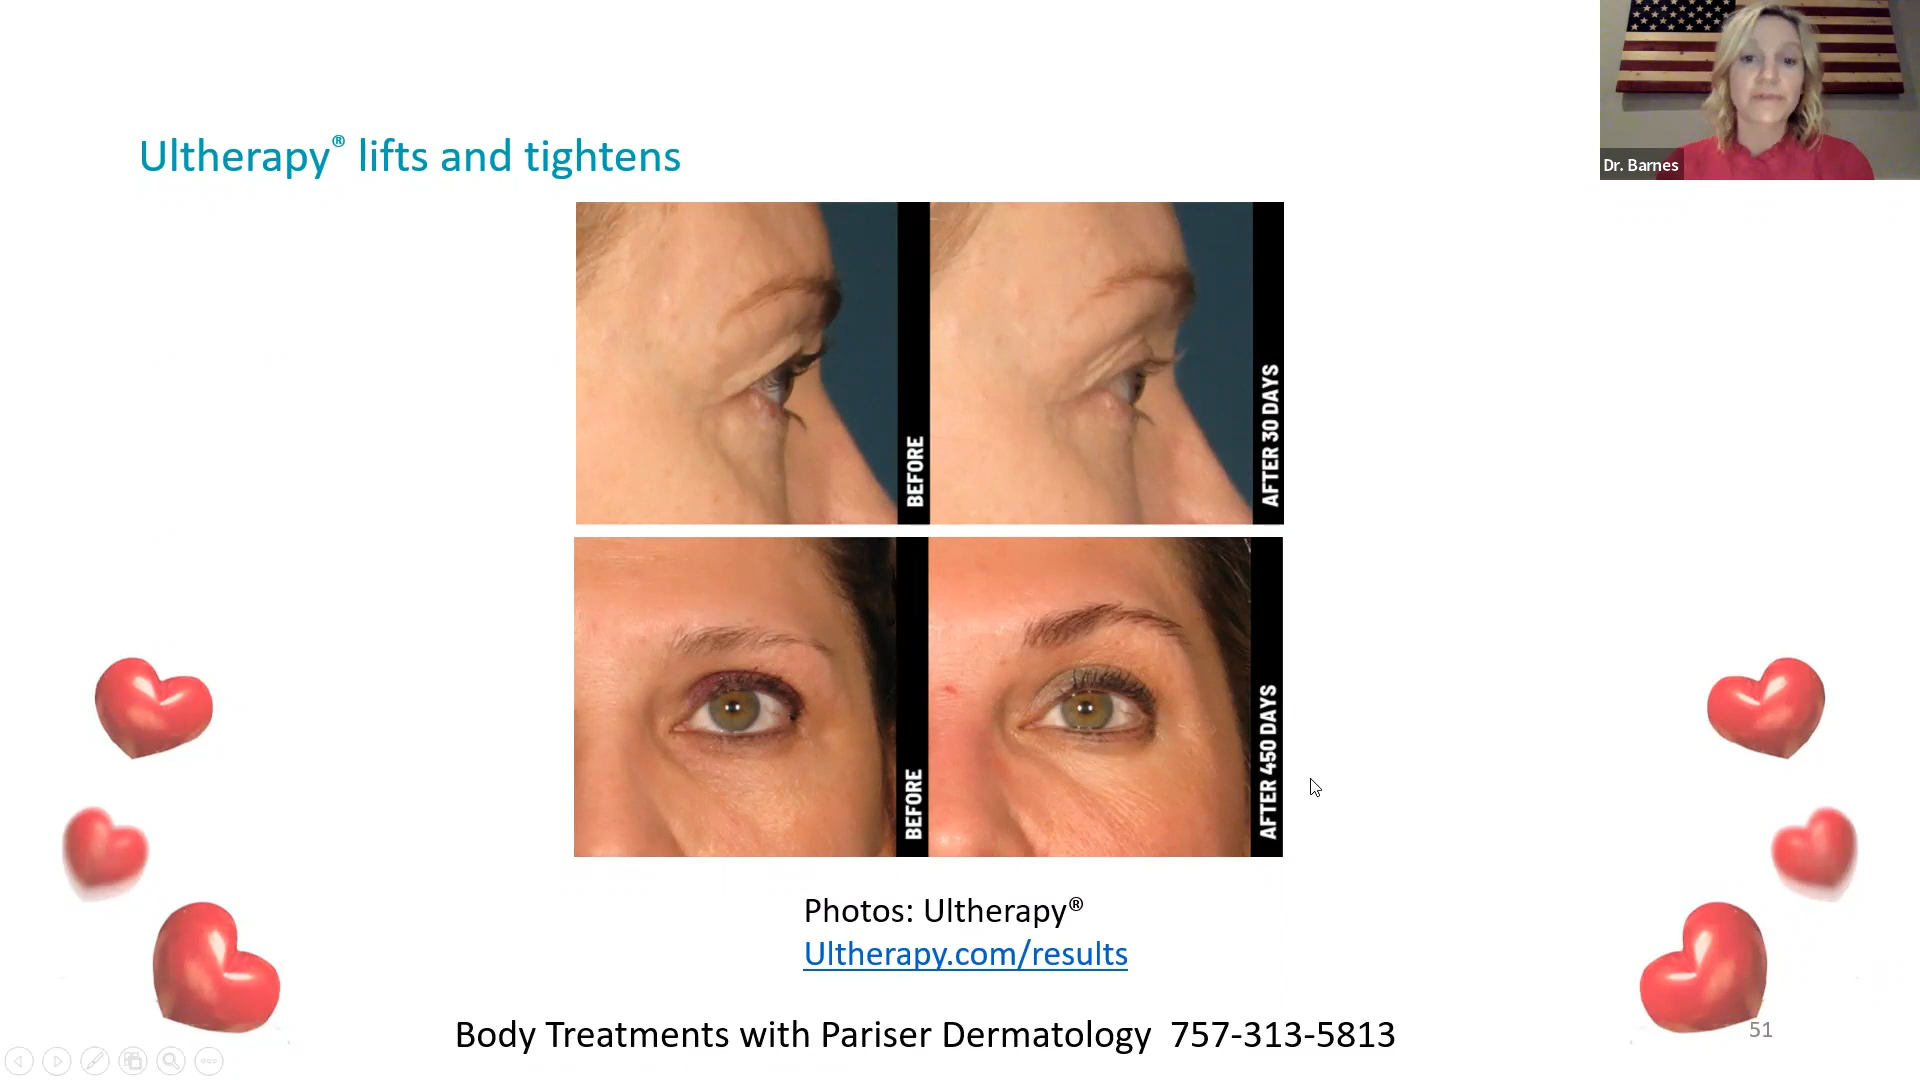 Dr. Barnes
Ultherapy® lifts and tightens
BEFORE
AFTER 30 DAYS
BEFORE
AFTER 450 DAYS
Photos: Ultherapy®
Ultherapy.com/results
Body Treatments with Pariser Dermatology 757-313-5813
51